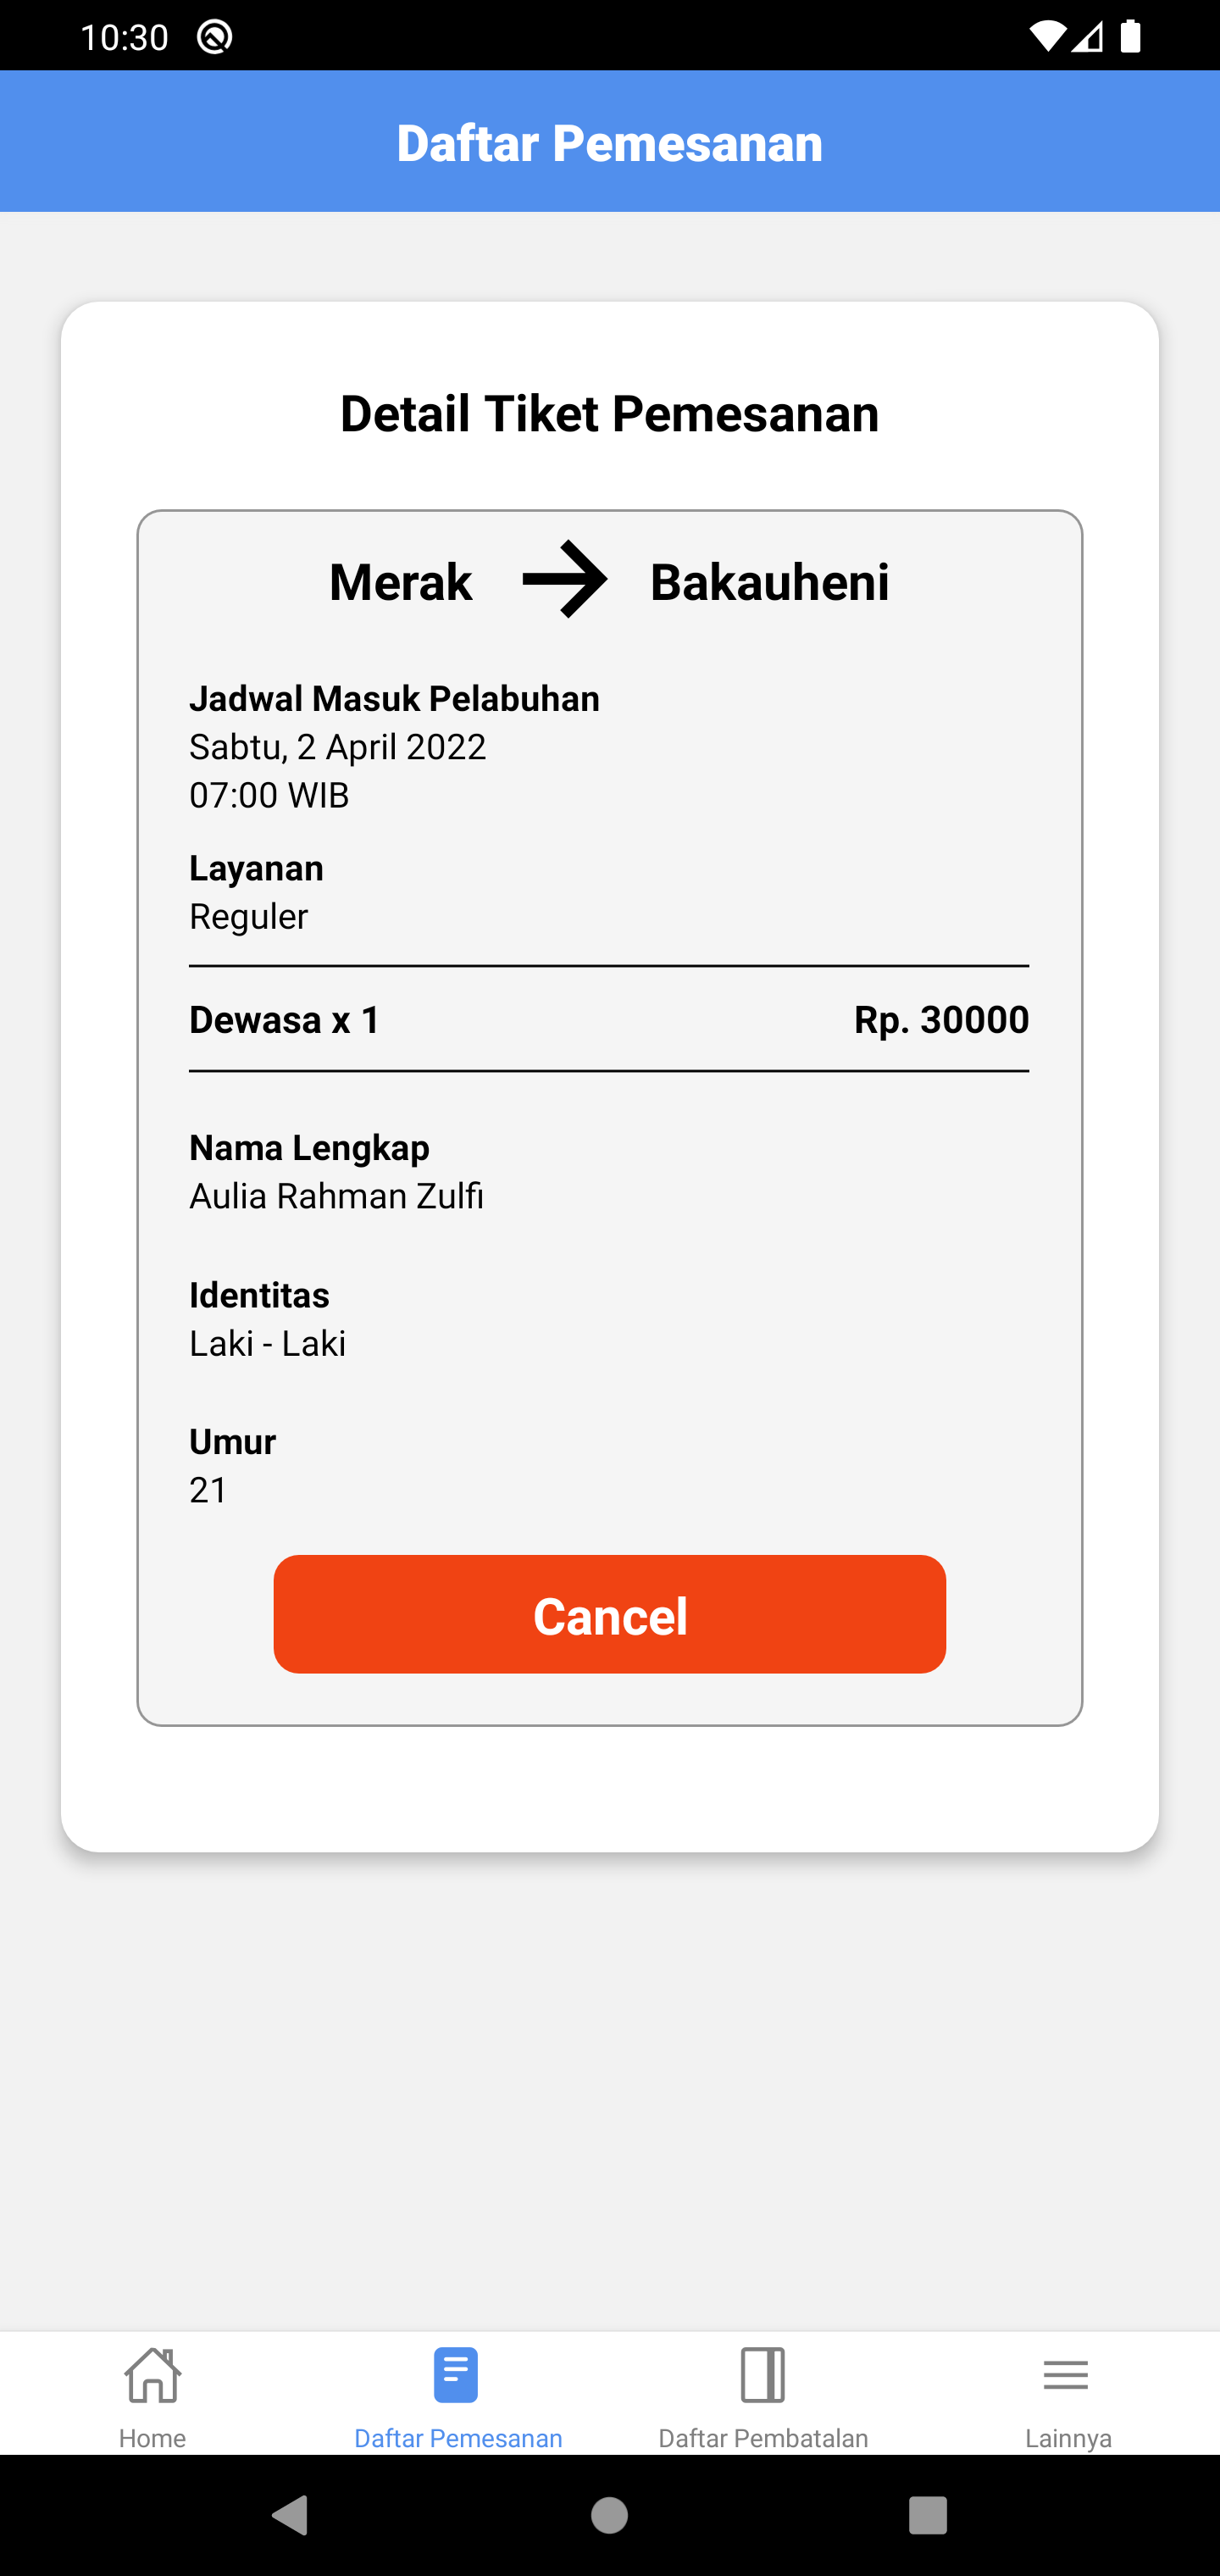 10:30
Daftar Pemesanan
Detail Tiket Pemesanan
Merak Bakauheni
Jadwal Masuk Pelabuhan
Sabtu, 2 April 2022
07:00 WIB
Layanan
Reguler
Dewasa x 1 Rp. 30000
Nama Lengkap
Aulia Rahman Zulfi
Identitas
Laki - Laki
Umur
21
Cancel
Home Daftar Pemesanan Daftar Pembatalan Lainnya